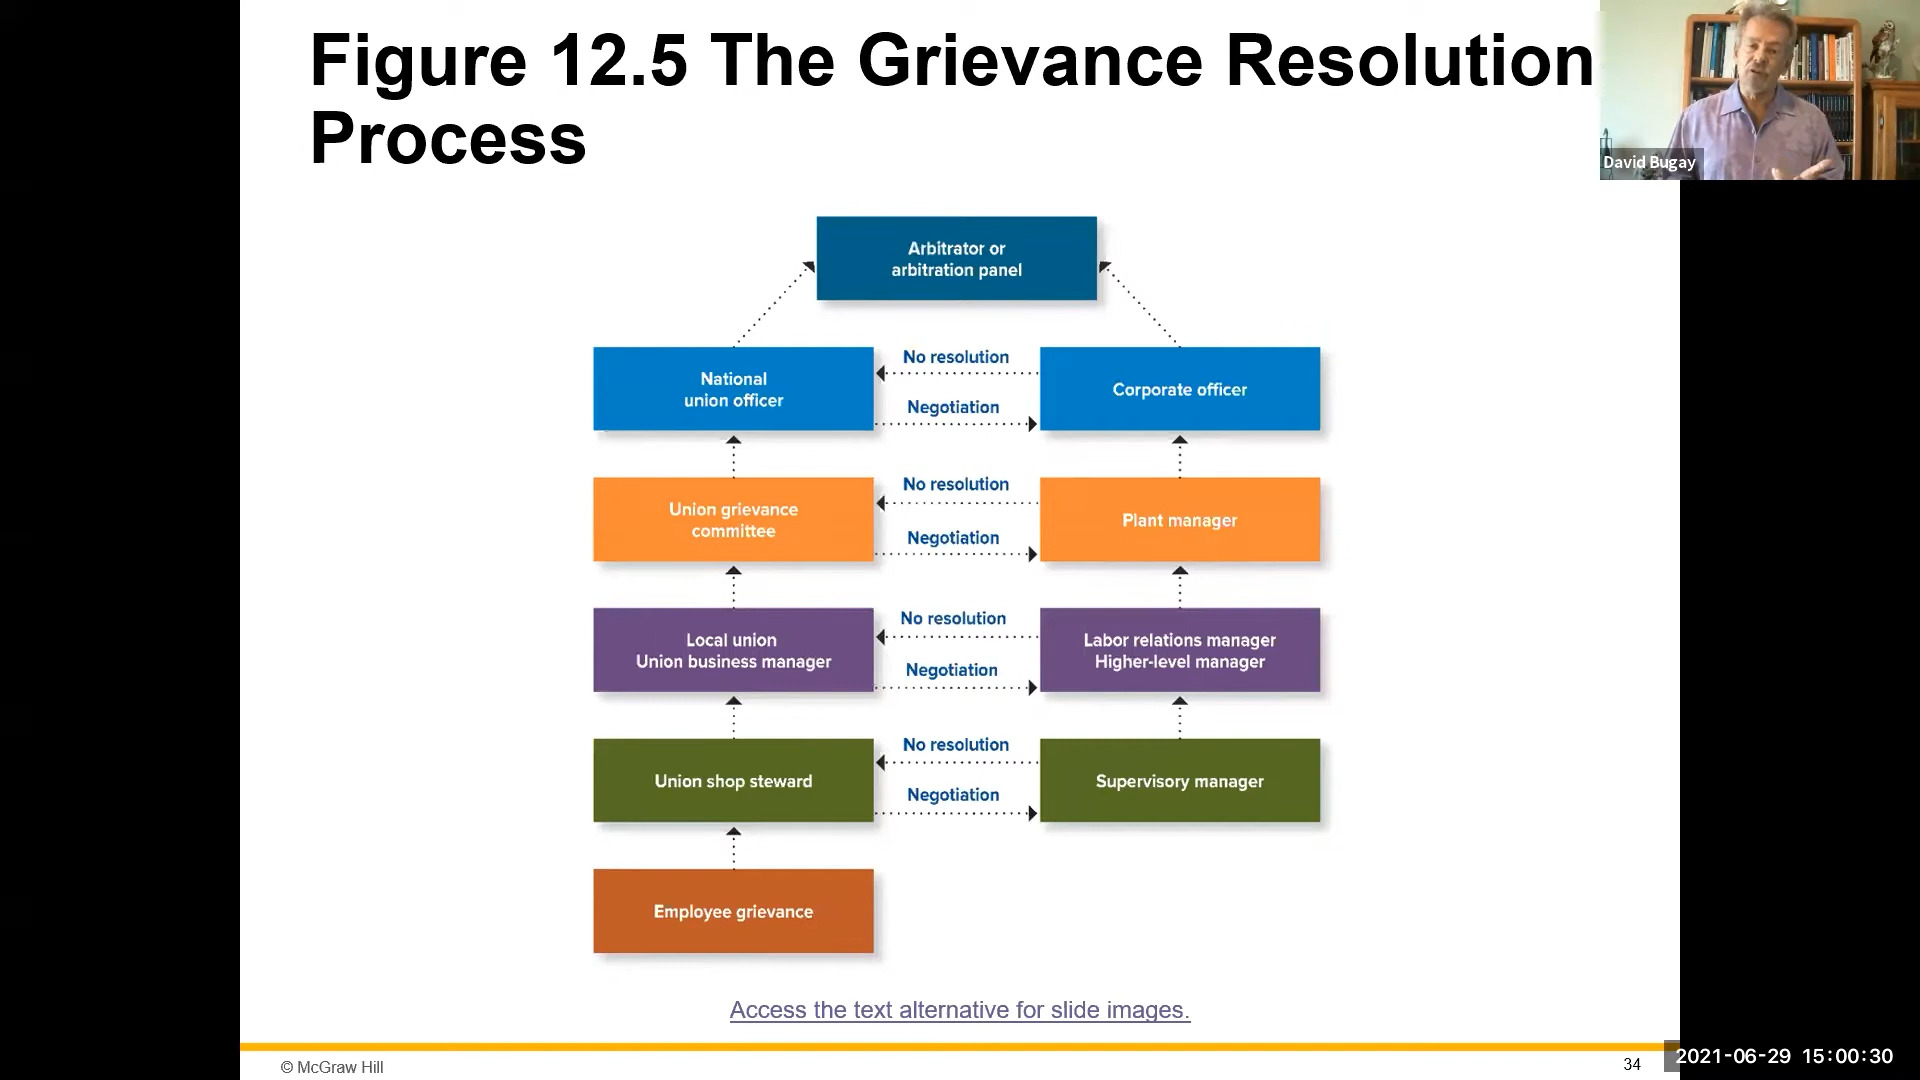 Figure 12.5 The Grievance Resolution
Process
David Bugay
Arbitrator or
arbitration panel
National
union officer
No resolution
Negotiation
Corporate officer
Union grievance
committee
No resolution
Negotiation
Plant manager
Local union
Union business manager
No resolution
Negotiation
Labor relations manager
Higher-level manager
Union shop steward
No resolution
Negotiation
Supervisory manager
Employee grievance
Access the text alternative for slide images.
© McGraw Hill
34
2021-06-29 15:00:30